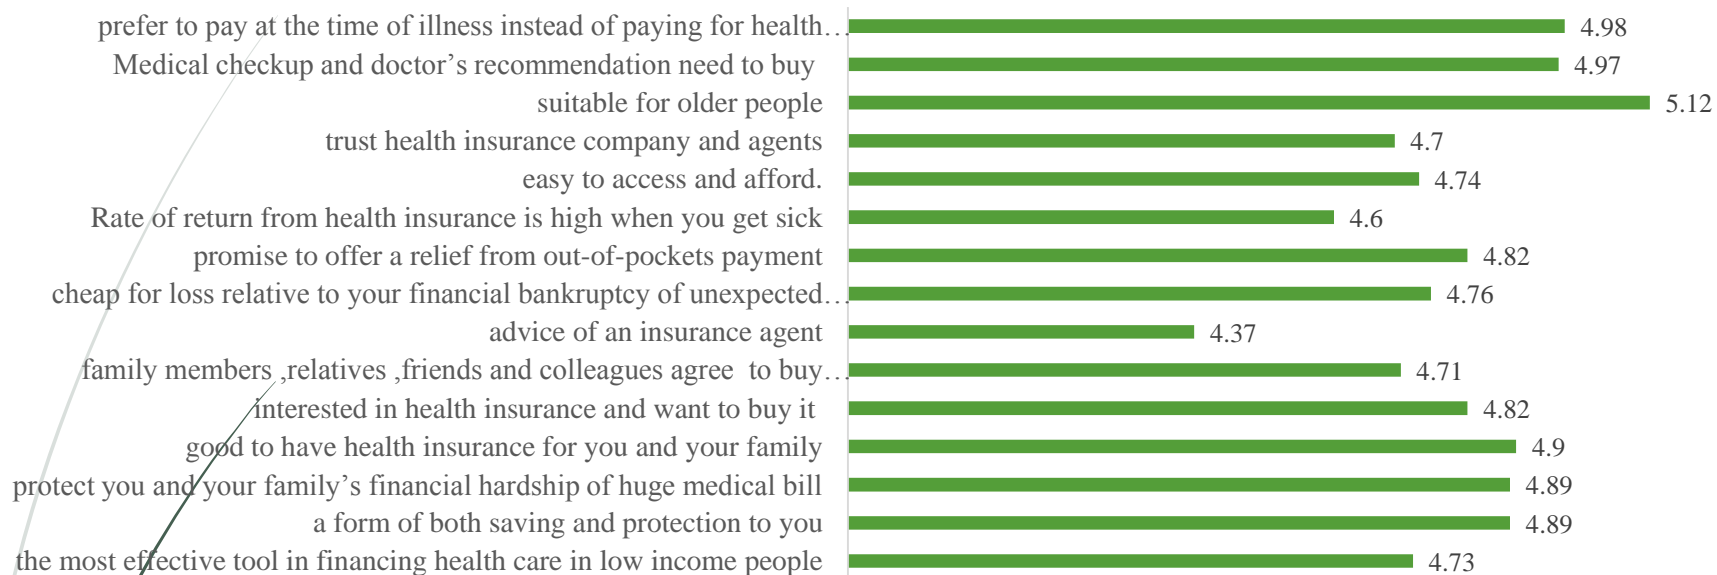 prefer to pay at the time of illness instead of paying for health… 4.98
Medical checkup and doctor’s recommendation need to buy 4.97
suitable for older people 5.12
trust health insurance company and agents 4.7
easy to access and afford. 4.74
Rate of return from health insurance is high when you get sick 4.6
promise to offer a relief from out-of-pockets payment 4.82
cheap for loss relative to your financial bankruptcy of unexpected… 4.76
advice of an insurance agent 4.37
family members ,relatives ,friends and colleagues agree  to buy… 4.71
interested in health insurance and want to buy it 4.82
good to have health insurance for you and your family 4.9
protect you and your family’s financial hardship of huge medical bill 4.89
a form of both saving and protection to you 4.89
the most effective tool in financing health care in low income people 4.73